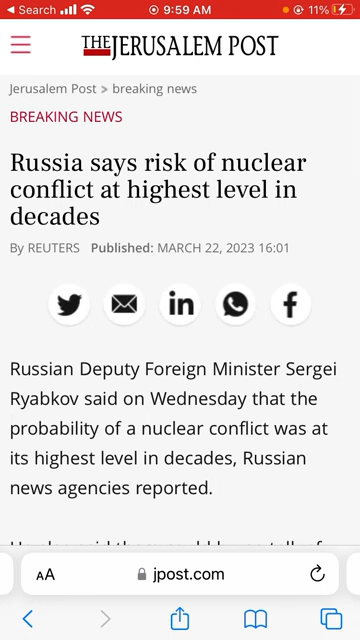 Search 9:59 AM 11%
THE JERUSALEM POST
Jerusalem Post > breaking news
BREAKING NEWS
Russia says risk of nuclear
conflict at highest level in
decades
By REUTERS Published: MARCH 22, 2023 16:01
Russian Deputy Foreign Minister Sergei
Ryabkov said on Wednesday that the
probability of a nuclear conflict was at
its highest level in decades, Russian
news agencies reported.
AA jpost.com